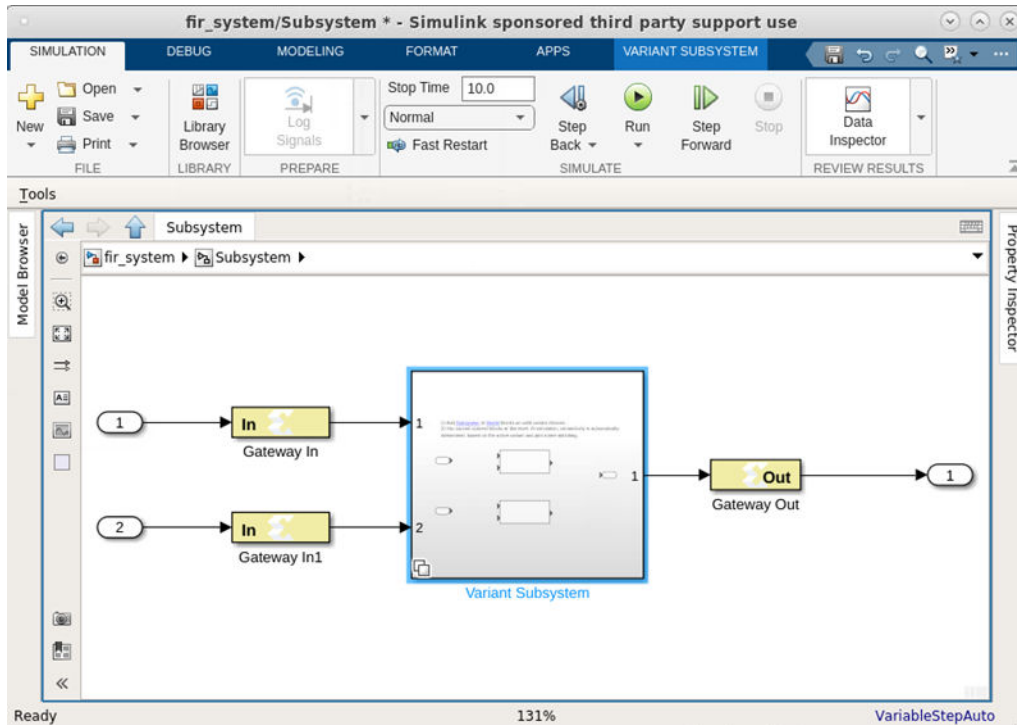 fir_system/Subsystem * - Simulink sponsored third party support use
SIMULATION DEBUG MODELING FORMAT APPS VARIANT SUBSYSTEM
New
Open
Save
Print
FILE
Library
Browser
LIBRARY
Log
Signals
PREPARE
Stop Time 10.0
Normal
Fast Restart
Step
Back
Run
Step
Forward
Stop
SIMULATE
Data
Inspector
REVIEW RESULTS
Tools
Model Browser
Property Inspector
Subsystem
fir_system Subsystem
1
In
Gateway In
2
In
Gateway In1
1
2
1
Variant Subsystem
Out
Gateway Out
1
Ready 131% VariableStepAuto